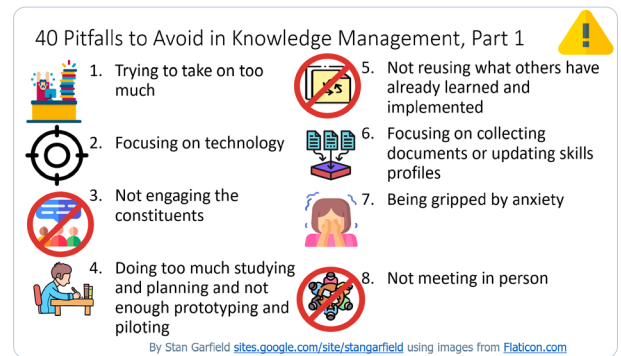 40 Pitfalls to Avoid in Knowledge Management, Part 1
1. Trying to take on too
much
2. Focusing on technology
3. Not engaging the
constituents
4. Doing too much studying
and planning and not
enough prototyping and
piloting
5. Not reusing what others have
already learned and
implemented
6. Focusing on collecting
documents or updating skills
profiles
7. Being gripped by anxiety
8. Not meeting in person
By Stan Garfield sites.google.com/site/stangarfield using images from Flaticon.com